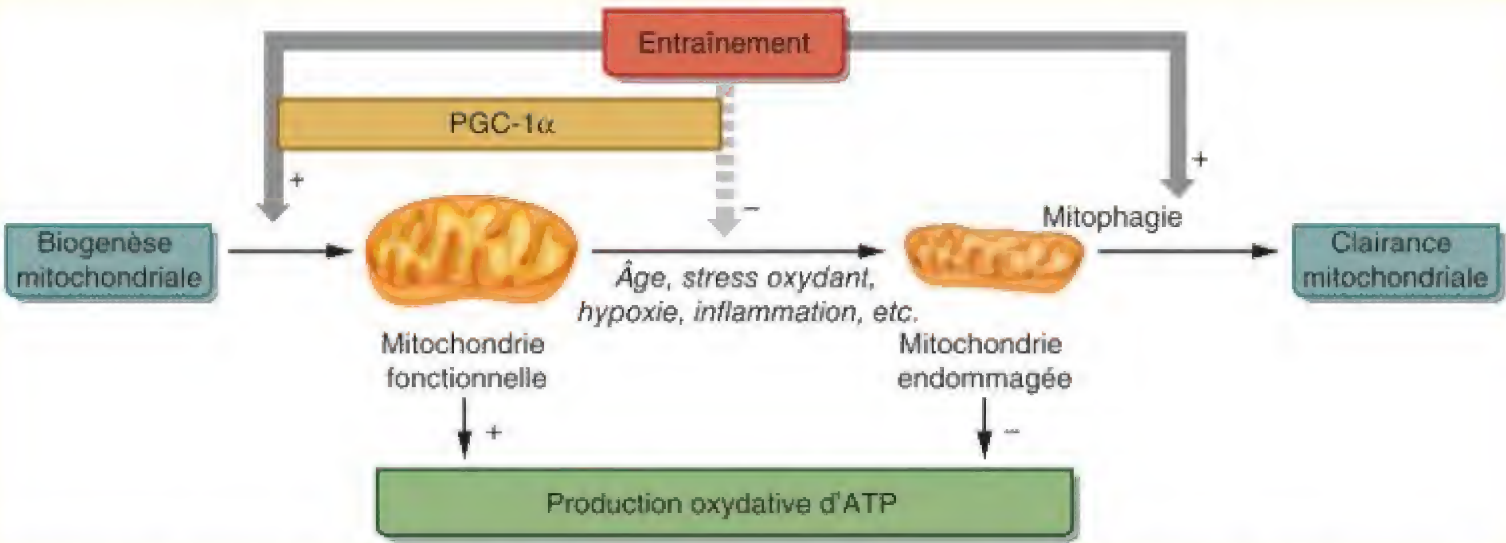 Entraînement
PGC-1α
+
+
–
Mitophagie
Biogenèse
mitochondriale
Clairance
mitochondriale
Âge, stress oxydant,
hypoxie, inflammation, etc.
Mitochondrie
fonctionnelle
Mitochondrie
endommagée
+
–
Production oxydative d'ATP